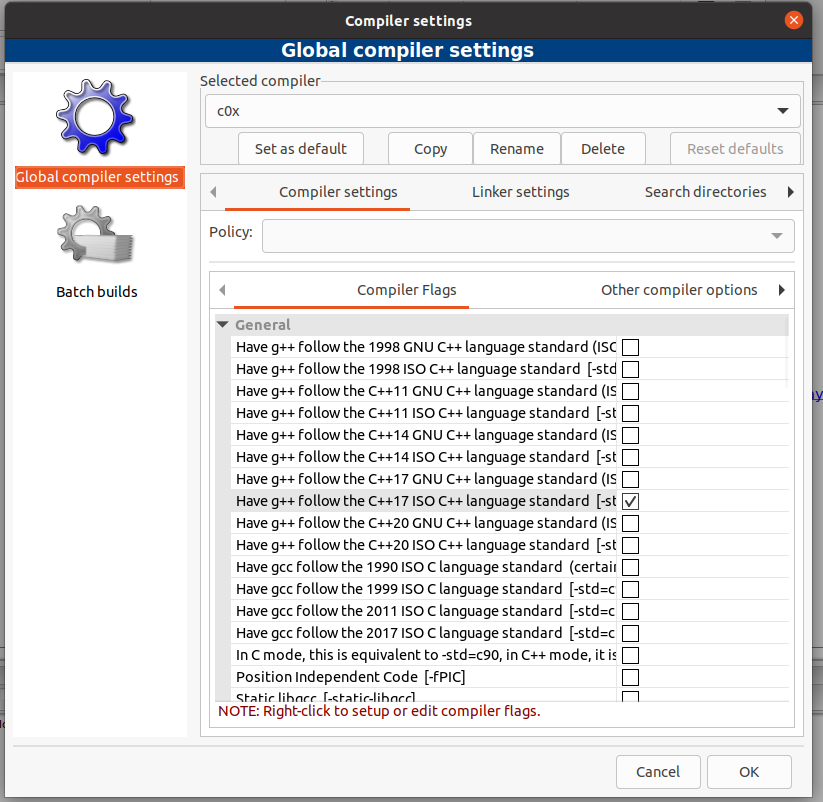 Compiler settings
Global compiler settings
Global compiler settings
Batch builds
Selected compiler
c0x
Set as default
Copy
Rename
Delete
Reset defaults
Compiler settings
Linker settings
Search directories
Policy:
Compiler Flags
Other compiler options
General
Have g++ follow the 1998 GNU C++ language standard (ISC
Have g++ follow the 1998 ISO C++ language standard [-std
Have g++ follow the C++11 GNU C++ language standard (IS
Have g++ follow the C++11 ISO C++ language standard [-st
Have g++ follow the C++14 GNU C++ language standard (IS
Have g++ follow the C++14 ISO C++ language standard [-st
Have g++ follow the C++17 GNU C++ language standard (IS
Have g++ follow the C++17 ISO C++ language standard [-st
Have g++ follow the C++20 GNU C++ language standard (IS
Have g++ follow the C++20 ISO C++ language standard [-st
Have gcc follow the 1990 ISO C language standard (certain
Have gcc follow the 1999 ISO C language standard [-std=c
Have gcc follow the 2011 ISO C language standard [-std=c
Have gcc follow the 2017 ISO C language standard [-std=c
In C mode, this is equivalent to -std=c90, in C++ mode, it is
Position Independent Code [-fPIC]
Static libgcc [-static-libgcc]
NOTE: Right-click to setup or edit compiler flags.
Cancel
OK